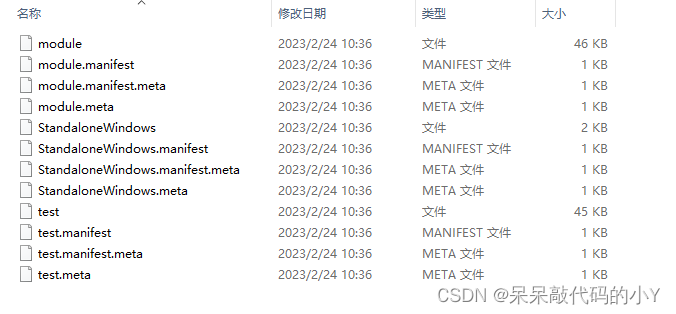 名称 修改日期 类型 大小
module 2023/2/24 10:36 文件 46 KB
module.manifest 2023/2/24 10:36 MANIFEST 文件 1 KB
module.manifest.meta 2023/2/24 10:36 META 文件 1 KB
module.meta 2023/2/24 10:36 META 文件 1 KB
StandaloneWindows 2023/2/24 10:36 文件 2 KB
StandaloneWindows.manifest 2023/2/24 10:36 MANIFEST 文件 1 KB
StandaloneWindows.manifest.meta 2023/2/24 10:36 META 文件 1 KB
StandaloneWindows.meta 2023/2/24 10:36 META 文件 1 KB
test 2023/2/24 10:36 文件 45 KB
test.manifest 2023/2/24 10:36 MANIFEST 文件 1 KB
test.manifest.meta 2023/2/24 10:36 META 文件 1 KB
test.meta 2023/2/24 10:36 META 文件 1 KB
CSDN @呆呆敲代码的小Y